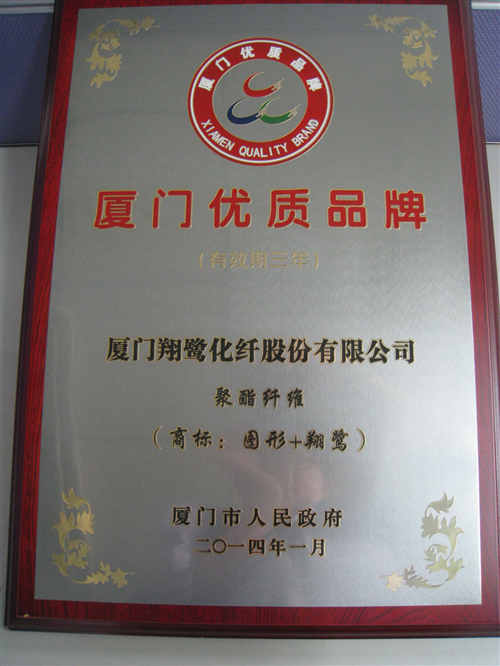 厦门优质品牌
XIAMEN QUALITY BRAND
厦门优质品牌
(有效期三年)
厦门翔鹭化纤股份有限公司
聚酯纤维
(商标：图形+翔鹭)
厦门市人民政府
二〇一四年一月